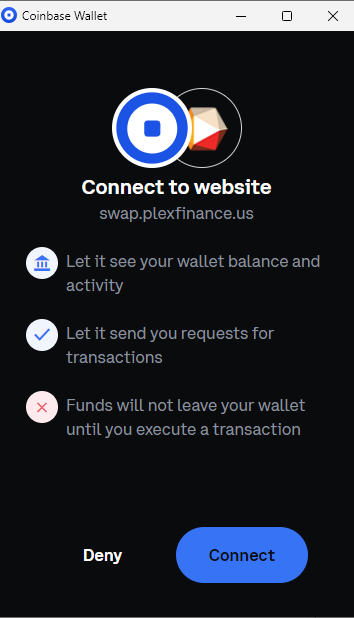 Coinbase Wallet
Connect to website
swap.plexfinance.us
Let it see your wallet balance and
activity
Let it send you requests for
transactions
Funds will not leave your wallet
until you execute a transaction
Deny
Connect